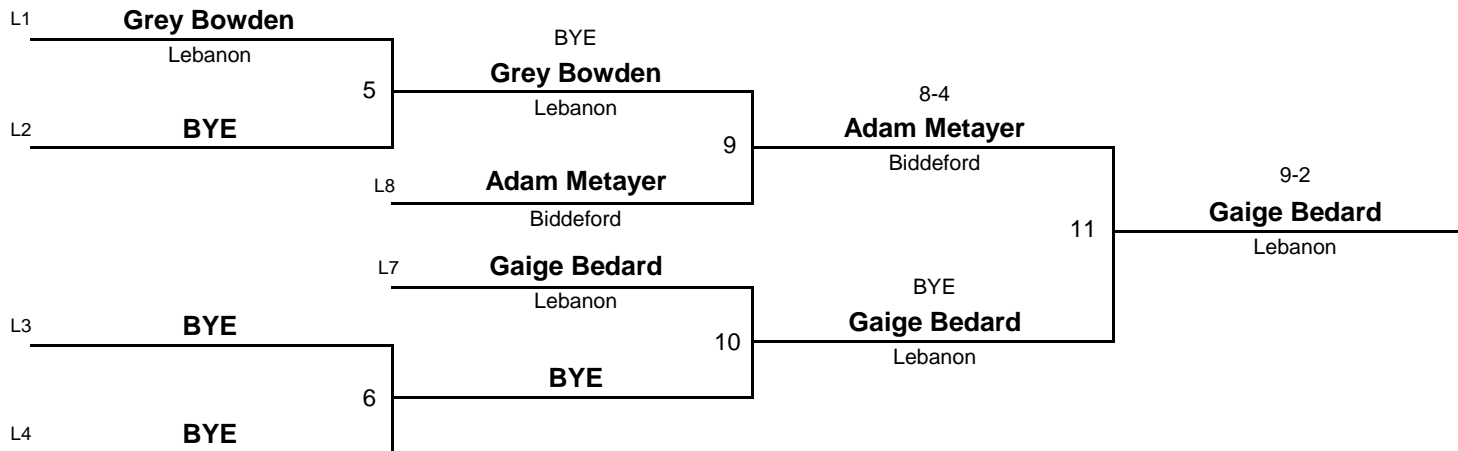 L1
Grey Bowden
Lebanon
5
L2
BYE
BYE
Grey Bowden
Lebanon
9
L8
Adam Metayer
Biddeford
8-4
Adam Metayer
Biddeford
11
9-2
Gaige Bedard
Lebanon
L7
Gaige Bedard
Lebanon
10
BYE
Gaige Bedard
Lebanon
L3
BYE
6
BYE
L4
BYE